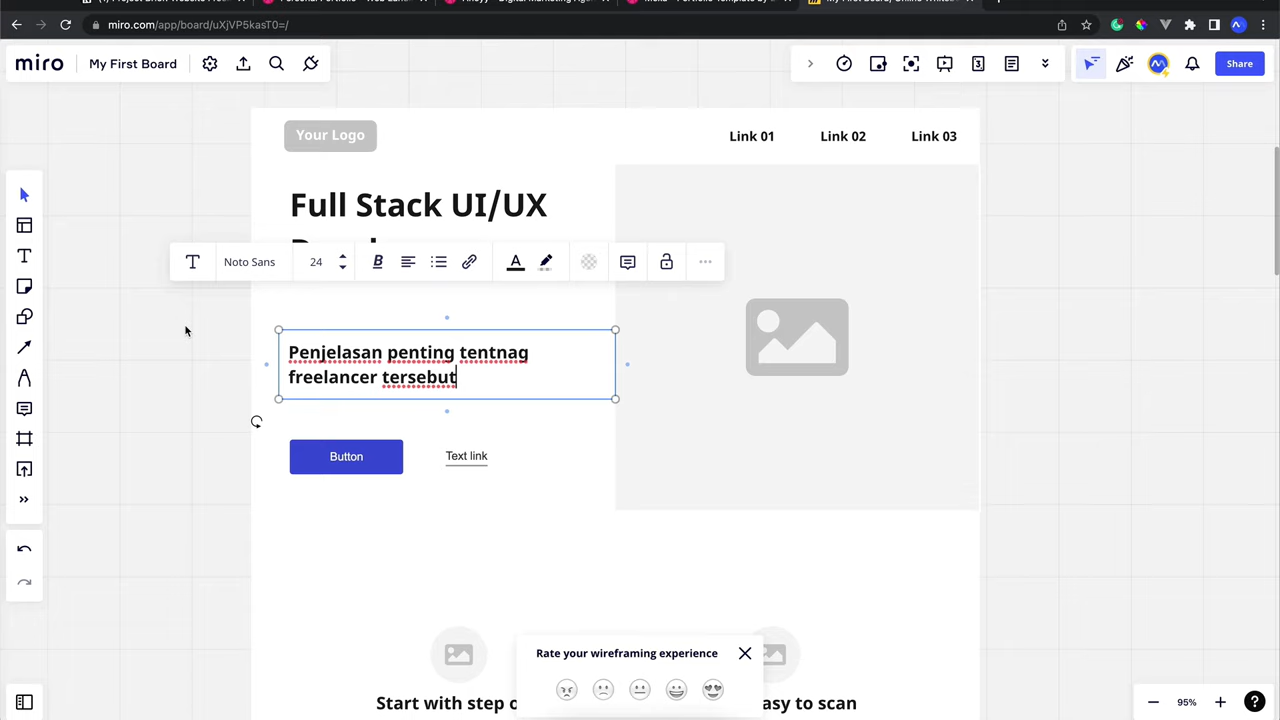 miro.com/app/board/uXjVP5kasT0=/
miro
My First Board
Share
Your Logo
Link 01
Link 02
Link 03
Full Stack UI/UX
Noto Sans
24
Penjelasan penting tentnag
freelancer tersebut
Button
Text link
Rate your wireframing experience
Start with step
asy to scan
95%